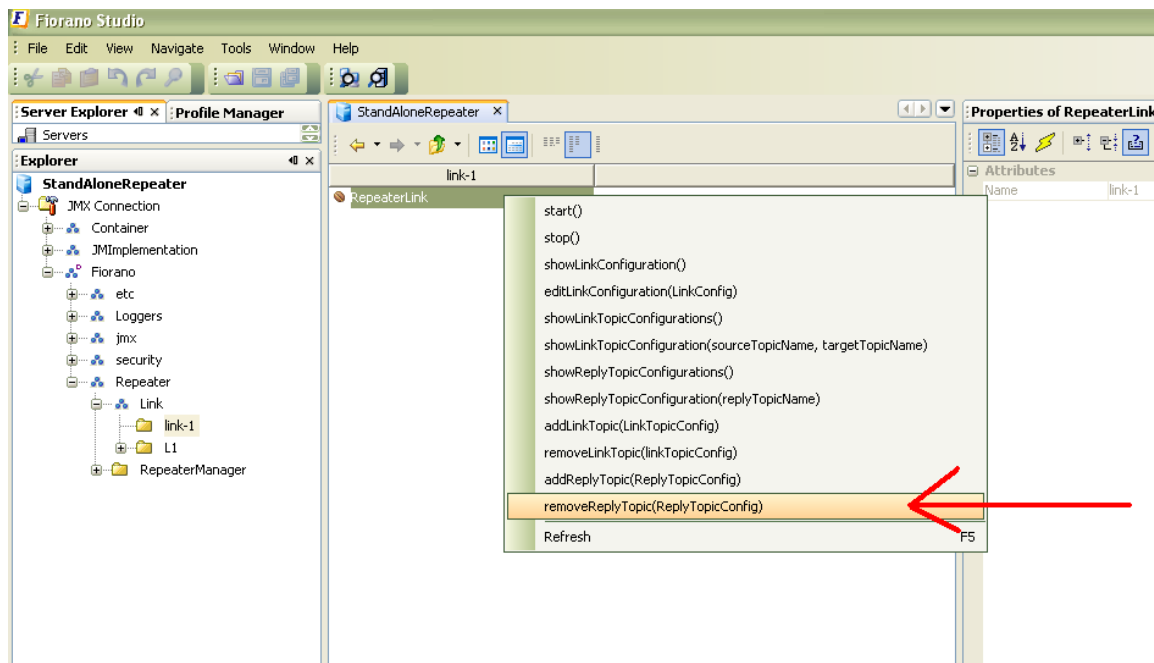 Fiorano Studio
File Edit View Navigate Tools Window Help
Server Explorer
Profile Manager
Servers
Explorer
StandAloneRepeater
JMX Connection
Container
JMImplementation
Fiorano
etc
Loggers
jmx
security
Repeater
Link
link-1
L1
RepeaterManager
StandAloneRepeater
link-1
RepeaterLink
start()
stop()
showLinkConfiguration()
editLinkConfiguration(LinkConfig)
showLinkTopicConfigurations()
showLinkTopicConfiguration(sourceTopicName, targetTopicName)
showReplyTopicConfigurations()
showReplyTopicConfiguration(replyTopicName)
addLinkTopic(LinkTopicConfig)
removeLinkTopic(linkTopicConfig)
addReplyTopic(ReplyTopicConfig)
removeReplyTopic(ReplyTopicConfig)
Refresh F5
Properties of RepeaterLink
Attributes
Name link-1